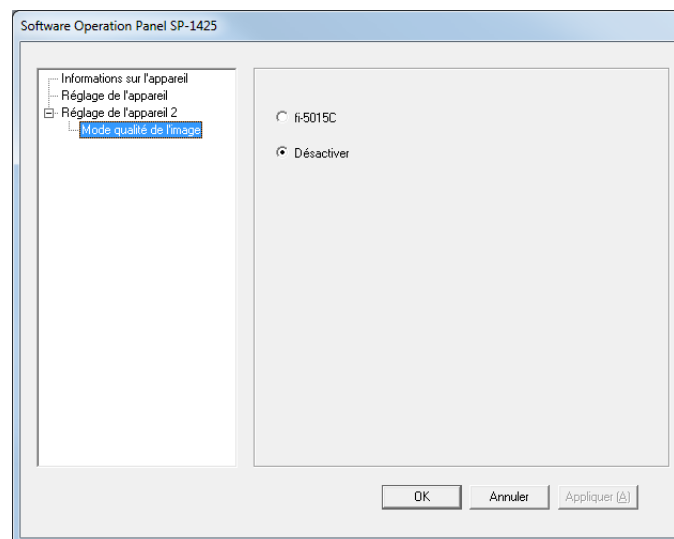 Software Operation Panel SP-1425
Informations sur l'appareil
Réglage de l'appareil
Réglage de l'appareil 2
Mode qualité de l'image
fi-5015C
Désactiver
OK
Annuler
Appliquer (A)